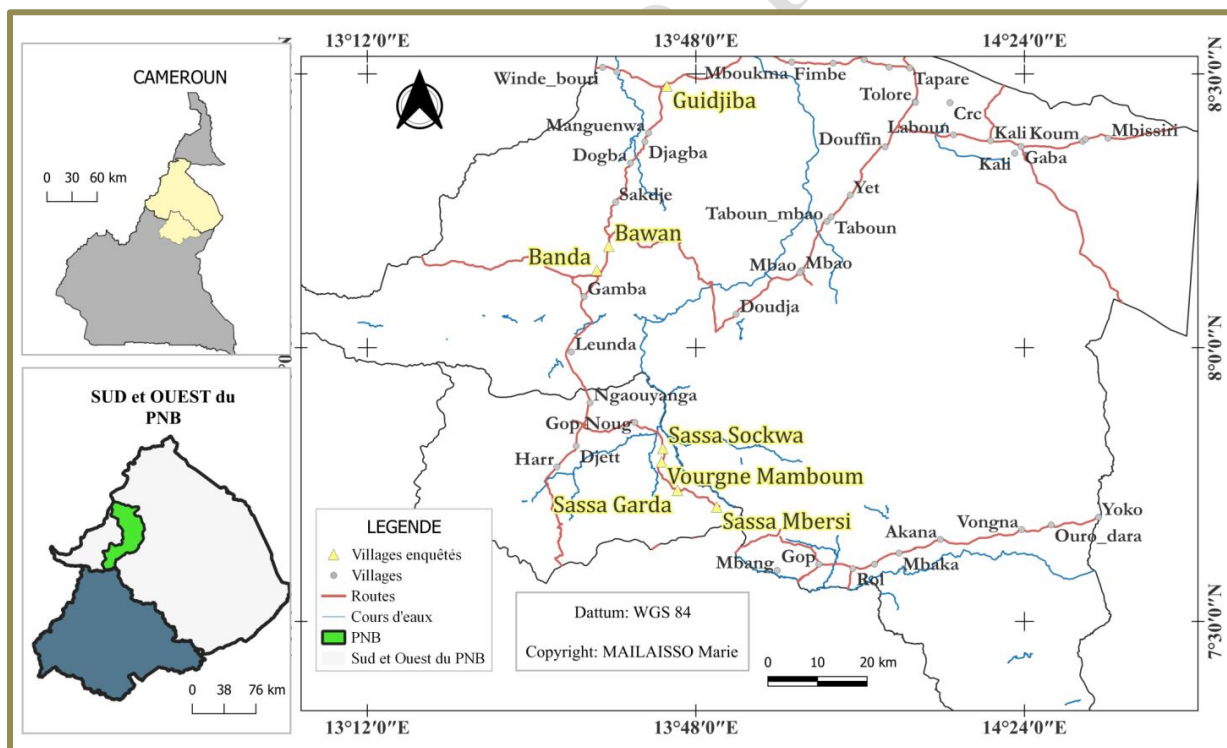 CAMEROUN
0 30 60 km
SUD et OUEST du
PNB
0 38 76 km
13°12'0"E 13°48'0"E 14°24'0"E
Winde_bouri
Mboukma Fimbe
Tapare
Guidjiba
Tolore
Crc
Manguenwa
Douffin
Laboun
Kali Koum
Mbissiri
Dogba
Djagba
Kali
Gaba
Sakdje
Yet
Taboun_mbao
Taboun
Bawan
Banda
Mbao
Mbao
Gamba
Doudja
Leunda
Ngaouyanga
Gop Noug
Sassa Sockwa
Harr
Djett
Vourgne Mamboum
Sassa Garda
Sassa Mbersi
Akana
Vongna
Yoko
Ouro_dara
Mbang
Gop
Rol
Mbaka
8°30'0"N
8°0'0"N
7°30'0"N
LEGENDE
Villages enquêtés
Villages
Routes
Cours d'eaux
PNB
Sud et Ouest du PNB
Dattum: WGS 84
Copyright: MAILAISSO Marie
0 10 20 km
13°12'0"E 13°48'0"E 14°24'0"E